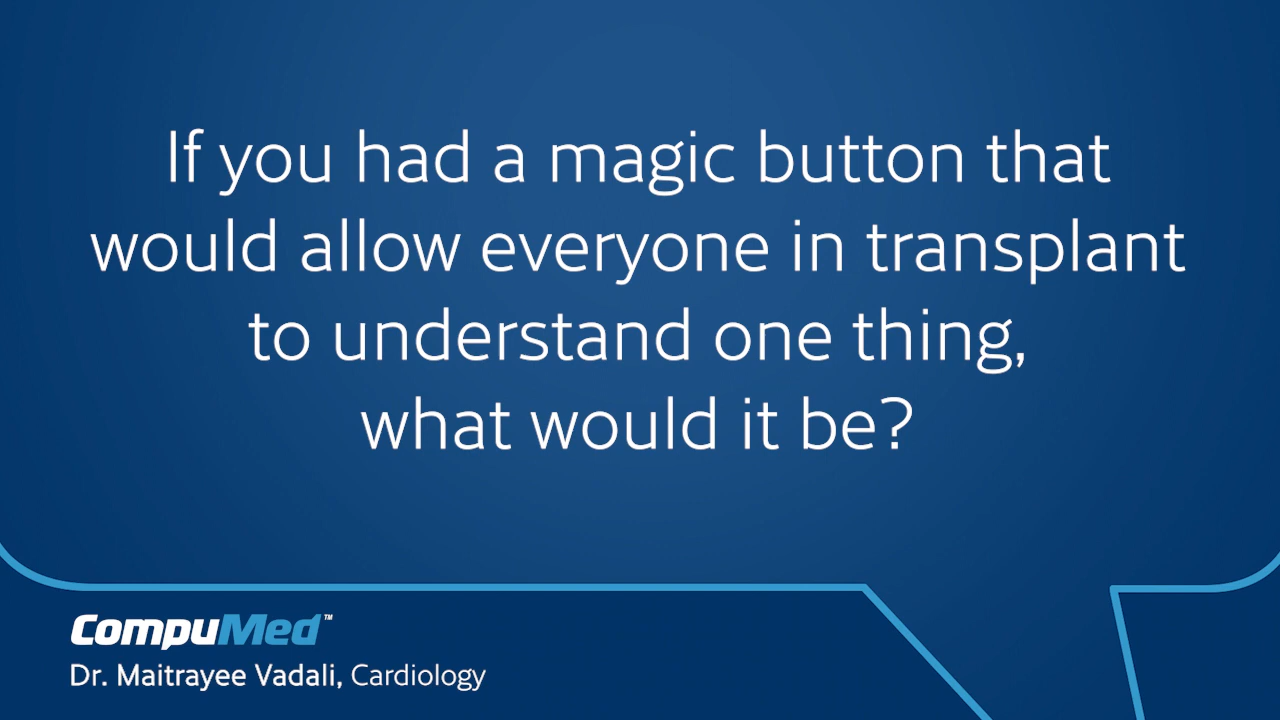 If you had a magic button that
would allow everyone in transplant
to understand one thing,
what would it be?
CompuMed™
Dr. Maitrayee Vadali, Cardiology